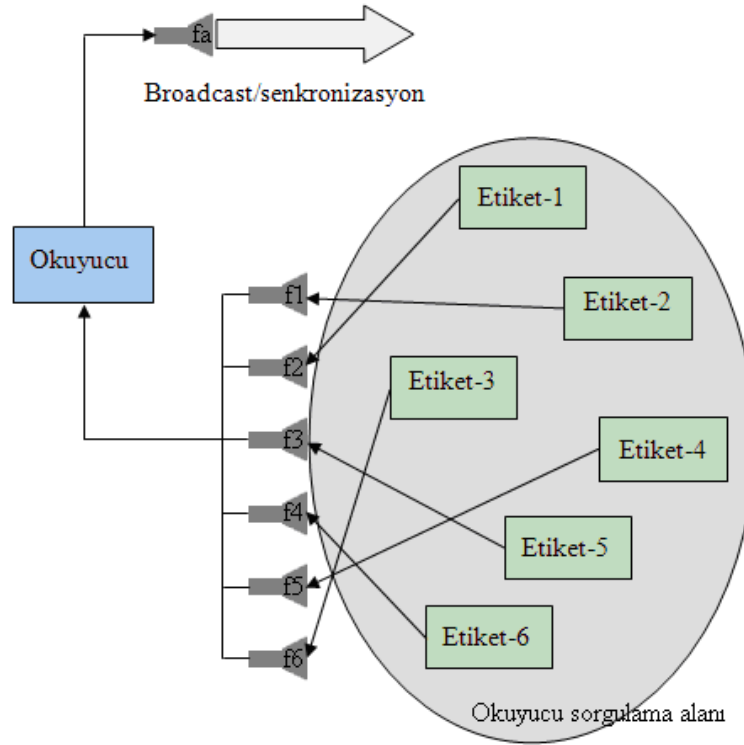 fa
Broadcast/senkronizasyon
Etiket-1
Okuyucu
f1
Etiket-2
f2
Etiket-3
f3
Etiket-4
f4
Etiket-5
f5
Etiket-6
f6
Okuyucu sorgulama alanı